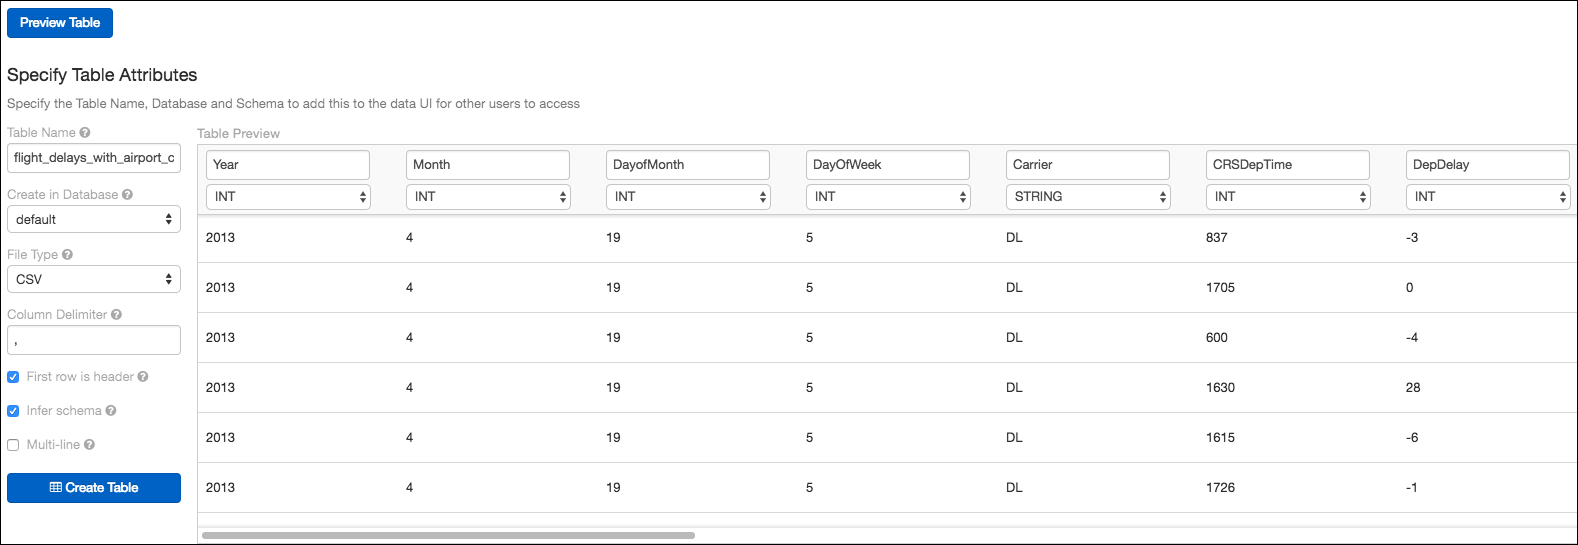 Preview Table
Specify Table Attributes
Specify the Table Name, Database and Schema to add this to the data UI for other users to access
Table Name
flight_delays_with_airport_c
Create in Database
default
File Type
CSV
Column Delimiter
,
First row is header
Infer schema
Multi-line
Create Table
Table Preview
Year Month DayofMonth DayOfWeek Carrier CRSDepTime DepDelay
INT INT INT INT STRING INT INT
2013 4 19 5 DL 837 -3
2013 4 19 5 DL 1705 0
2013 4 19 5 DL 600 -4
2013 4 19 5 DL 1630 28
2013 4 19 5 DL 1615 -6
2013 4 19 5 DL 1726 -1